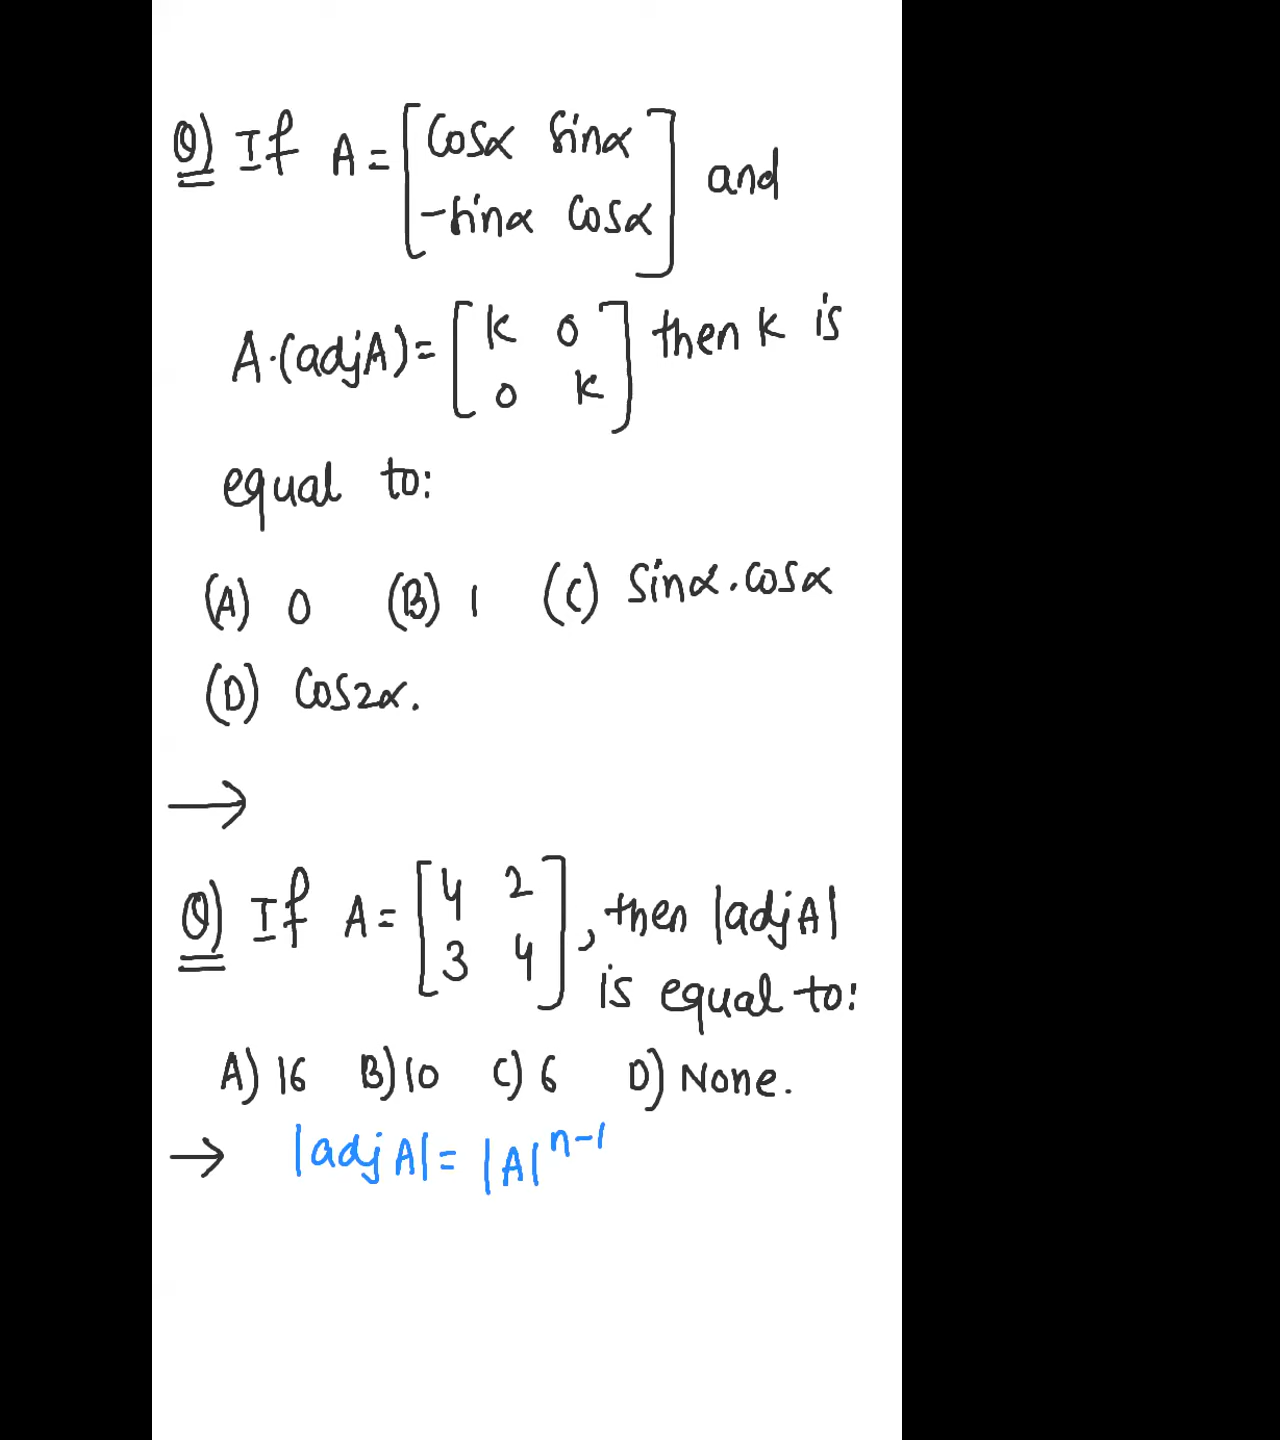 Q) If A = [cosα sinα
-sinα cosα] and
A·(adjA) = [k 0
0 k] then k is
equal to:
(A) 0 (B) 1 (C) sinα.cosα
(D) cos2α.
→
Q) If A = [4 2
3 4], then |adjA|
is equal to:
A) 16 B) 10 C) 6 D) None.
→ |adj A| = |A|ⁿ⁻¹